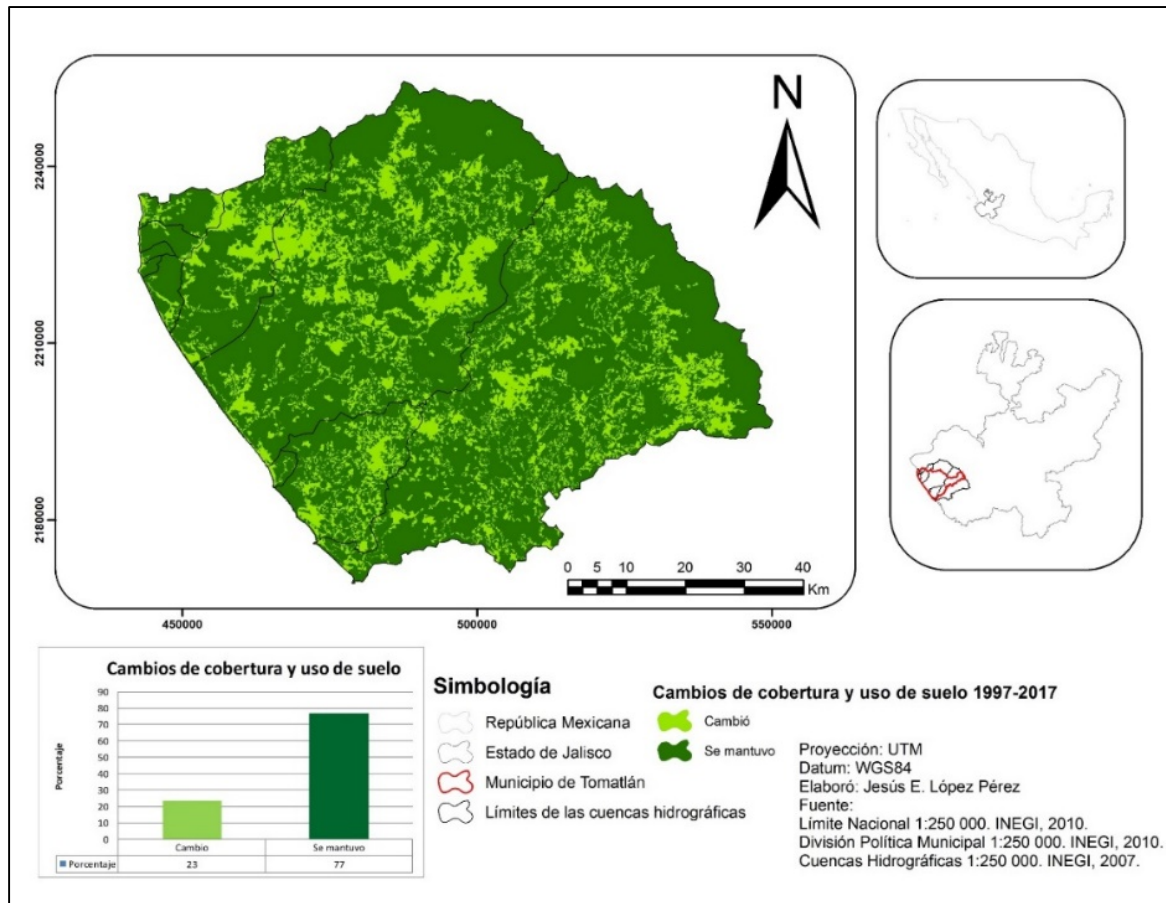 N
2240000
2210000
2180000
0 5 10 20 30 40
Km
450000 500000 550000
Cambios de cobertura y uso de suelo
Porcentaje
90
80
70
60
50
40
30
20
10
0
Cambio Se mantuvo
Porcentaje 23 77
Simbología
República Mexicana
Estado de Jalisco
Municipio de Tomatlán
Límites de las cuencas hidrográficas
Cambios de cobertura y uso de suelo 1997-2017
Cambió
Se mantuvo
Proyección: UTM
Datum: WGS84
Elaboró: Jesús E. López Pérez
Fuente:
Límite Nacional 1:250 000. INEGI, 2010.
División Política Municipal 1:250 000. INEGI, 2010.
Cuencas Hidrográficas 1:250 000. INEGI, 2007.